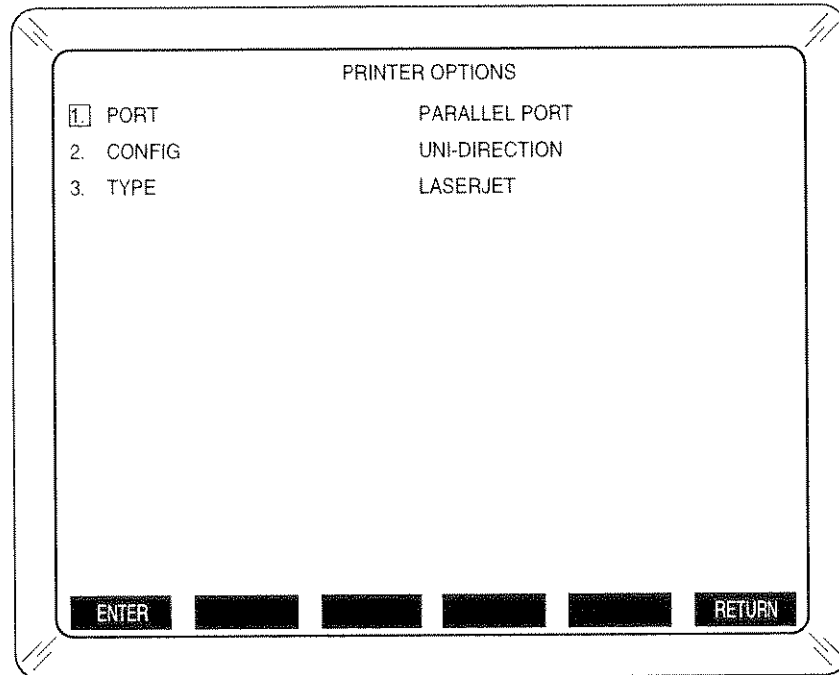 PRINTER OPTIONS
1. PORT PARALLEL PORT
2. CONFIG UNI-DIRECTION
3. TYPE LASERJET
ENTER RETURN